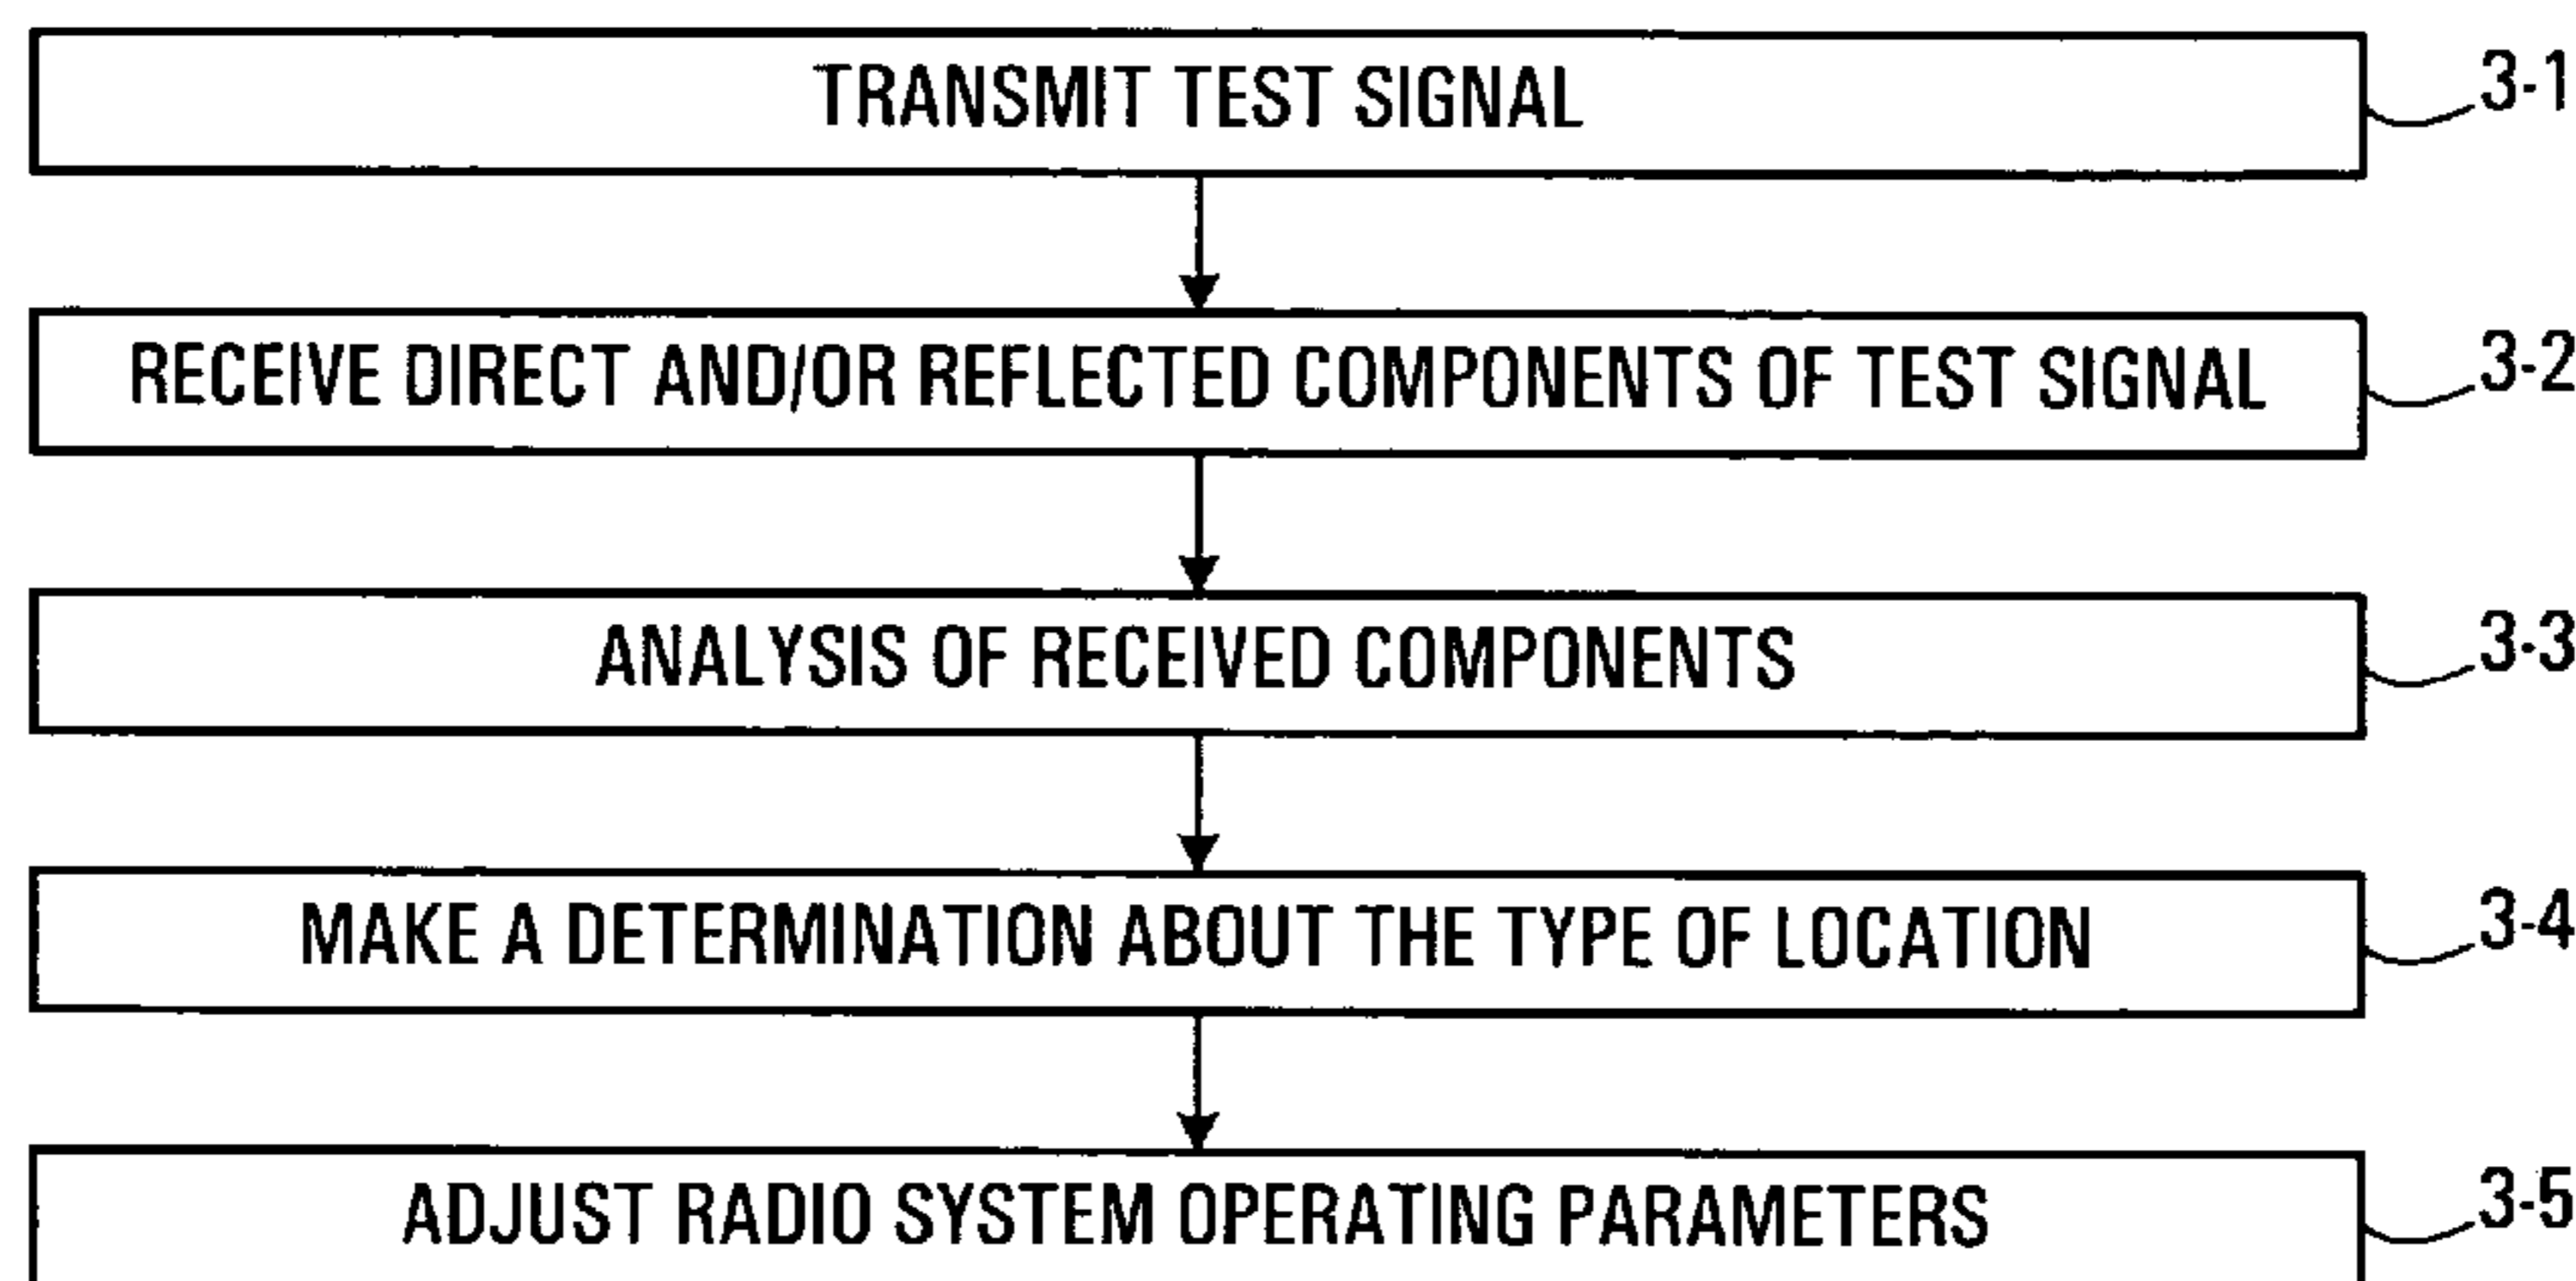 TRANSMIT TEST SIGNAL 3-1
RECEIVE DIRECT AND/OR REFLECTED COMPONENTS OF TEST SIGNAL 3-2
ANALYSIS OF RECEIVED COMPONENTS 3-3
MAKE A DETERMINATION ABOUT THE TYPE OF LOCATION 3-4
ADJUST RADIO SYSTEM OPERATING PARAMETERS 3-5